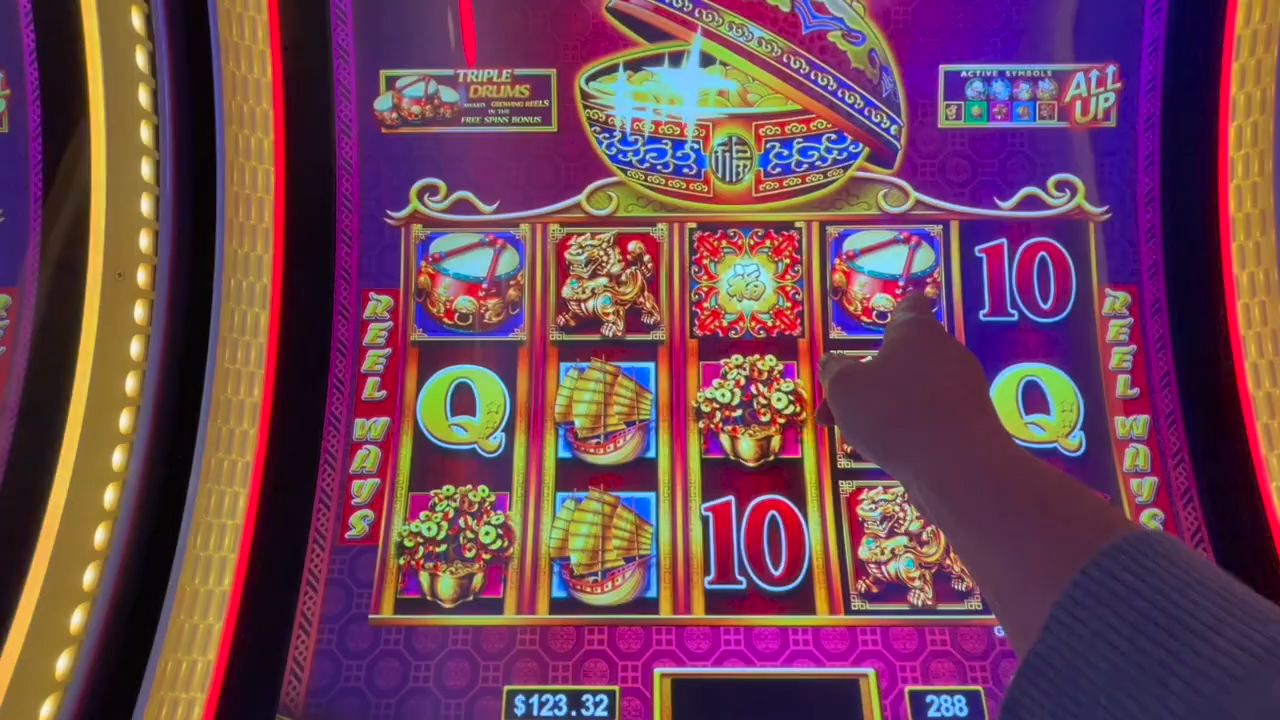 TRIPLE
DRUMS
AWARD GROWING REELS
IN THE
FREE SPINS BONUS
ACTIVE SYMBOLS
ALL
UP
福
10
REEL WAYS
REEL WAYS
Q
Q
10
$123.32
288